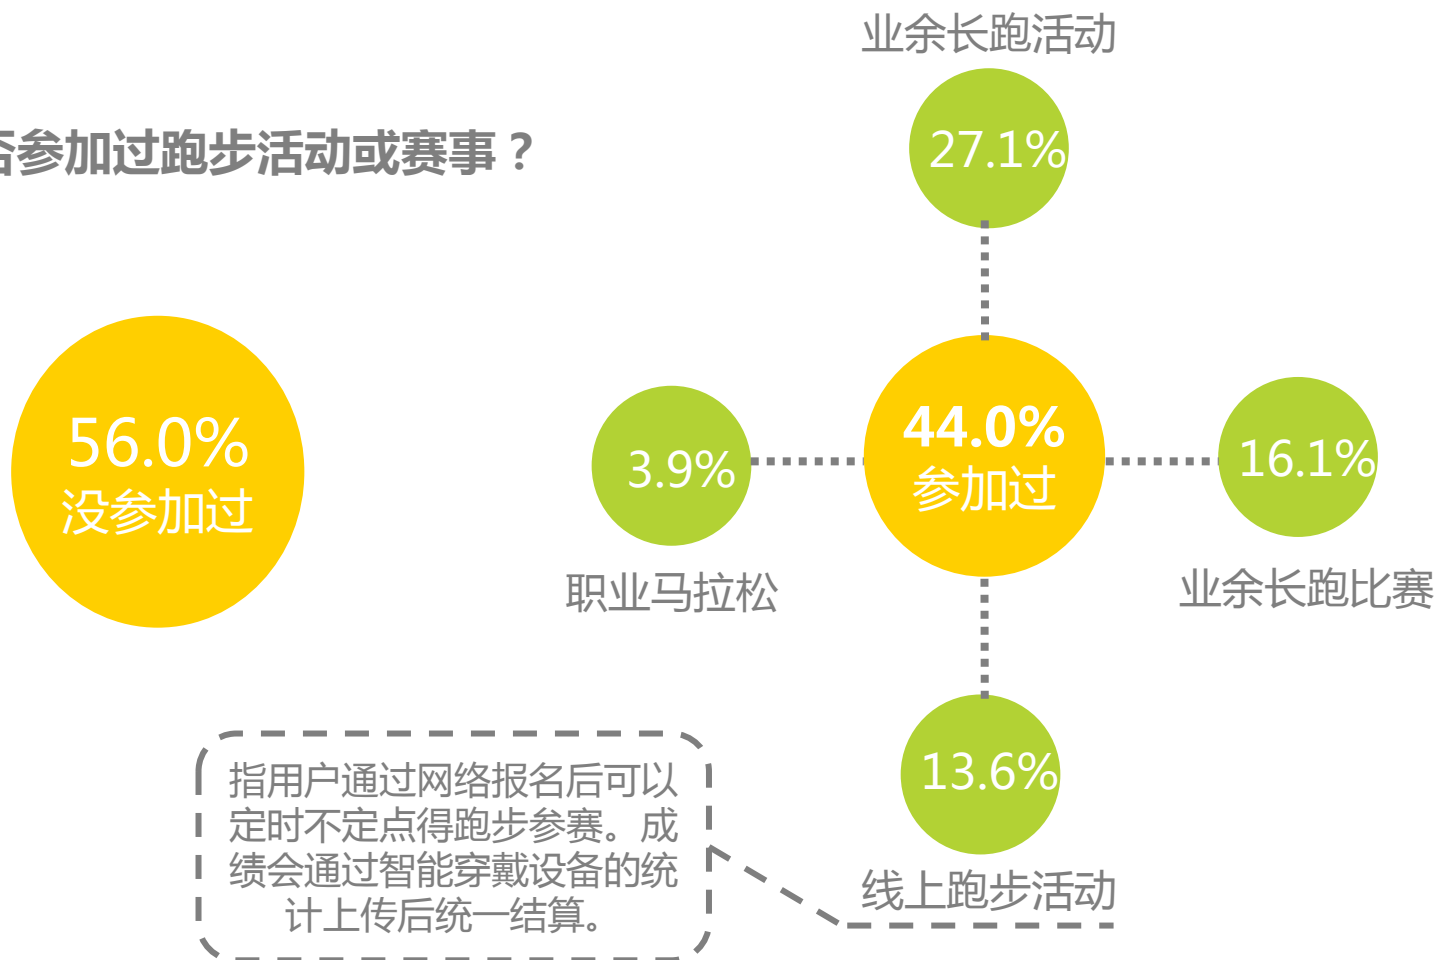 业余长跑活动
27.1%
否参加过跑步活动或赛事？
56.0%
没参加过
3.9%
职业马拉松
44.0%
参加过
16.1%
业余长跑比赛
13.6%
线上跑步活动
指用户通过网络报名后可以
定时不定点得跑步参赛。成
绩会通过智能穿戴设备的统
计上传后统一结算。